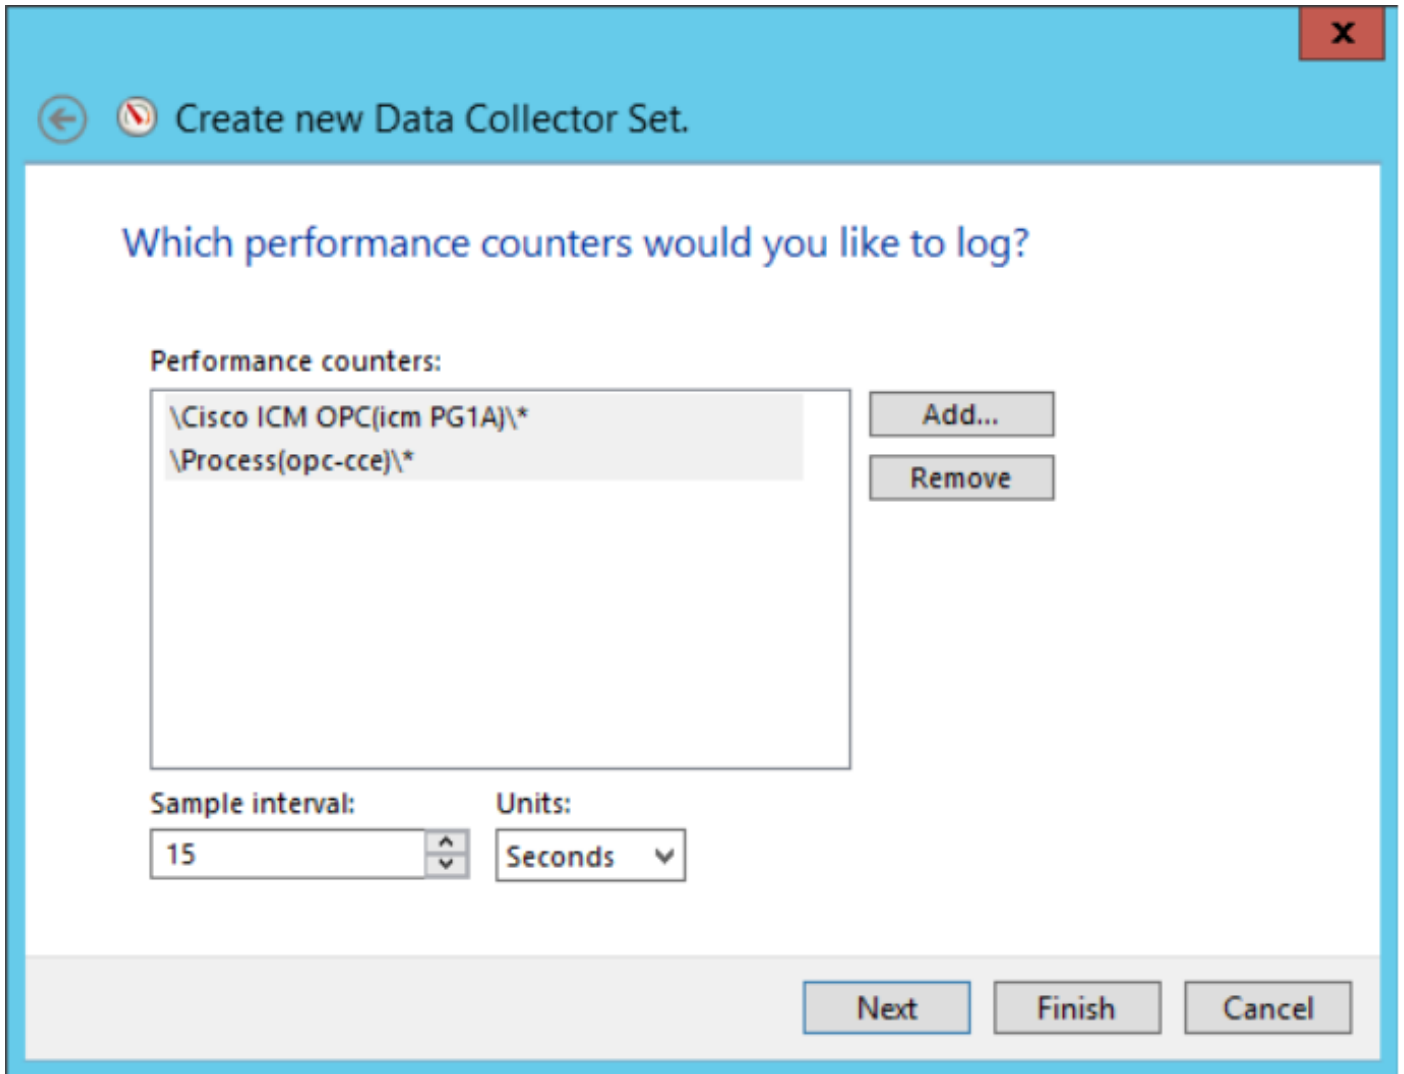 x
Create new Data Collector Set.
Which performance counters would you like to log?
Performance counters:
\Cisco ICM OPC(icm PG1A)\*
\Process(opc-cce)\*
Add...
Remove
Sample interval:
Units:
15
Seconds
Next
Finish
Cancel